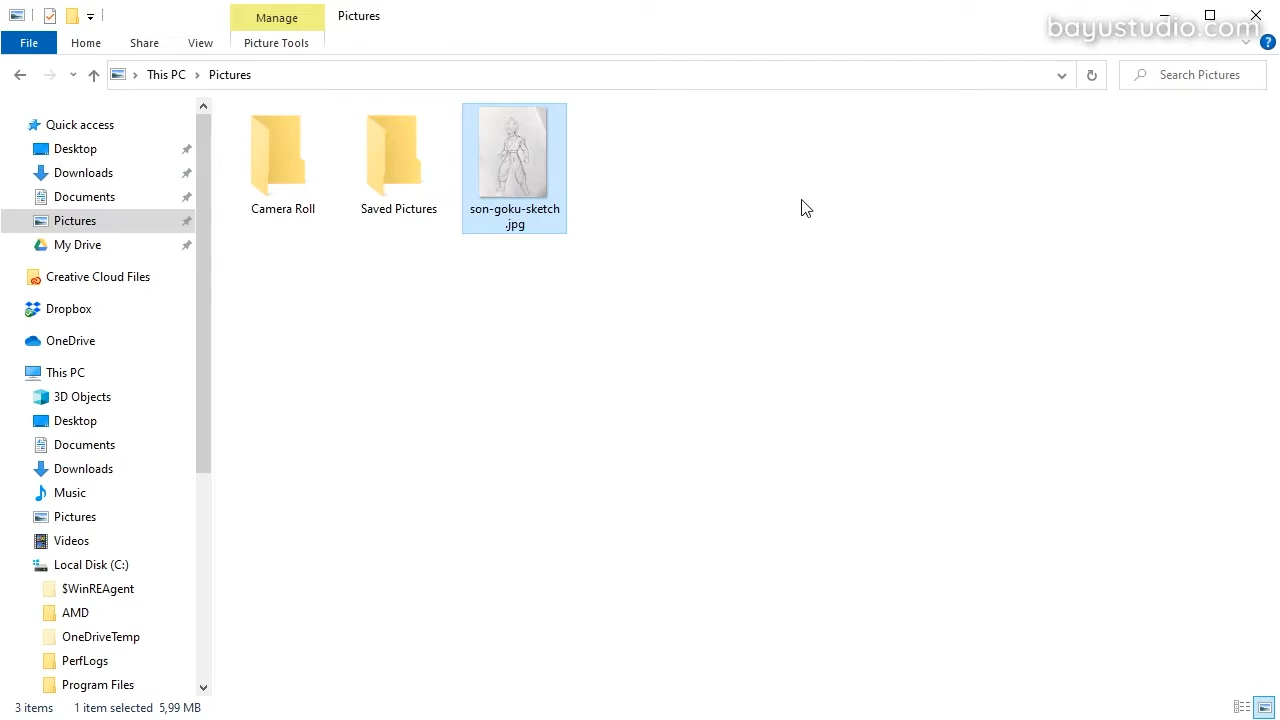 Manage
Pictures
bayustudio.com
File
Home
Share
View
Picture Tools
?
This PC
Pictures
Search Pictures
Quick access
Desktop
Downloads
Documents
Pictures
My Drive
Creative Cloud Files
Dropbox
OneDrive
This PC
3D Objects
Desktop
Documents
Downloads
Music
Pictures
Videos
Local Disk (C:)
$WinREAgent
AMD
OneDriveTemp
PerfLogs
Program Files
Camera Roll
Saved Pictures
son-goku-sketch
.jpg
3 items
1 item selected 5,99 MB